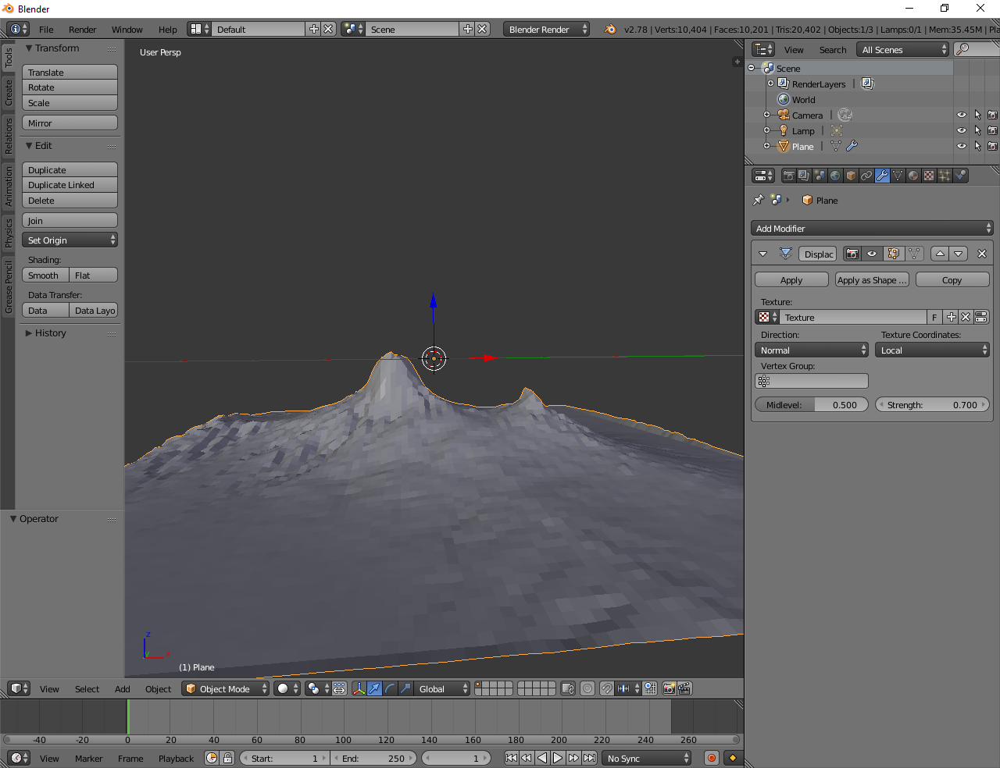 Blender
File Render Window Help Default Scene Blender Render v2.78 | Verts:10,404 | Faces:10,201 | Tris:20,402 | Objects:1/3 | Lamps:0/1 | Mem:35.45M | Pla
Tools
Create
Relations
Animation
Physics
Grease Pencil
Transform
Translate
Rotate
Scale
Mirror
Edit
Duplicate
Duplicate Linked
Delete
Join
Set Origin
Shading:
Smooth Flat
Data Transfer:
Data Data Layo
History
Operator
User Persp
z
y x
(1) Plane
View Search All Scenes
Scene
RenderLayers
World
Camera
Lamp
Plane
Plane
Add Modifier
Displac
Apply Apply as Shape ... Copy
Texture:
Texture F
Direction: Texture Coordinates:
Normal Local
Vertex Group:
Midlevel: 0.500 Strength: 0.700
View Select Add Object Object Mode Global
-40 -20 0 20 40 60 80 100 120 140 160 180 200 220 240 260
View Marker Frame Playback Start: 1 End: 250 1 No Sync